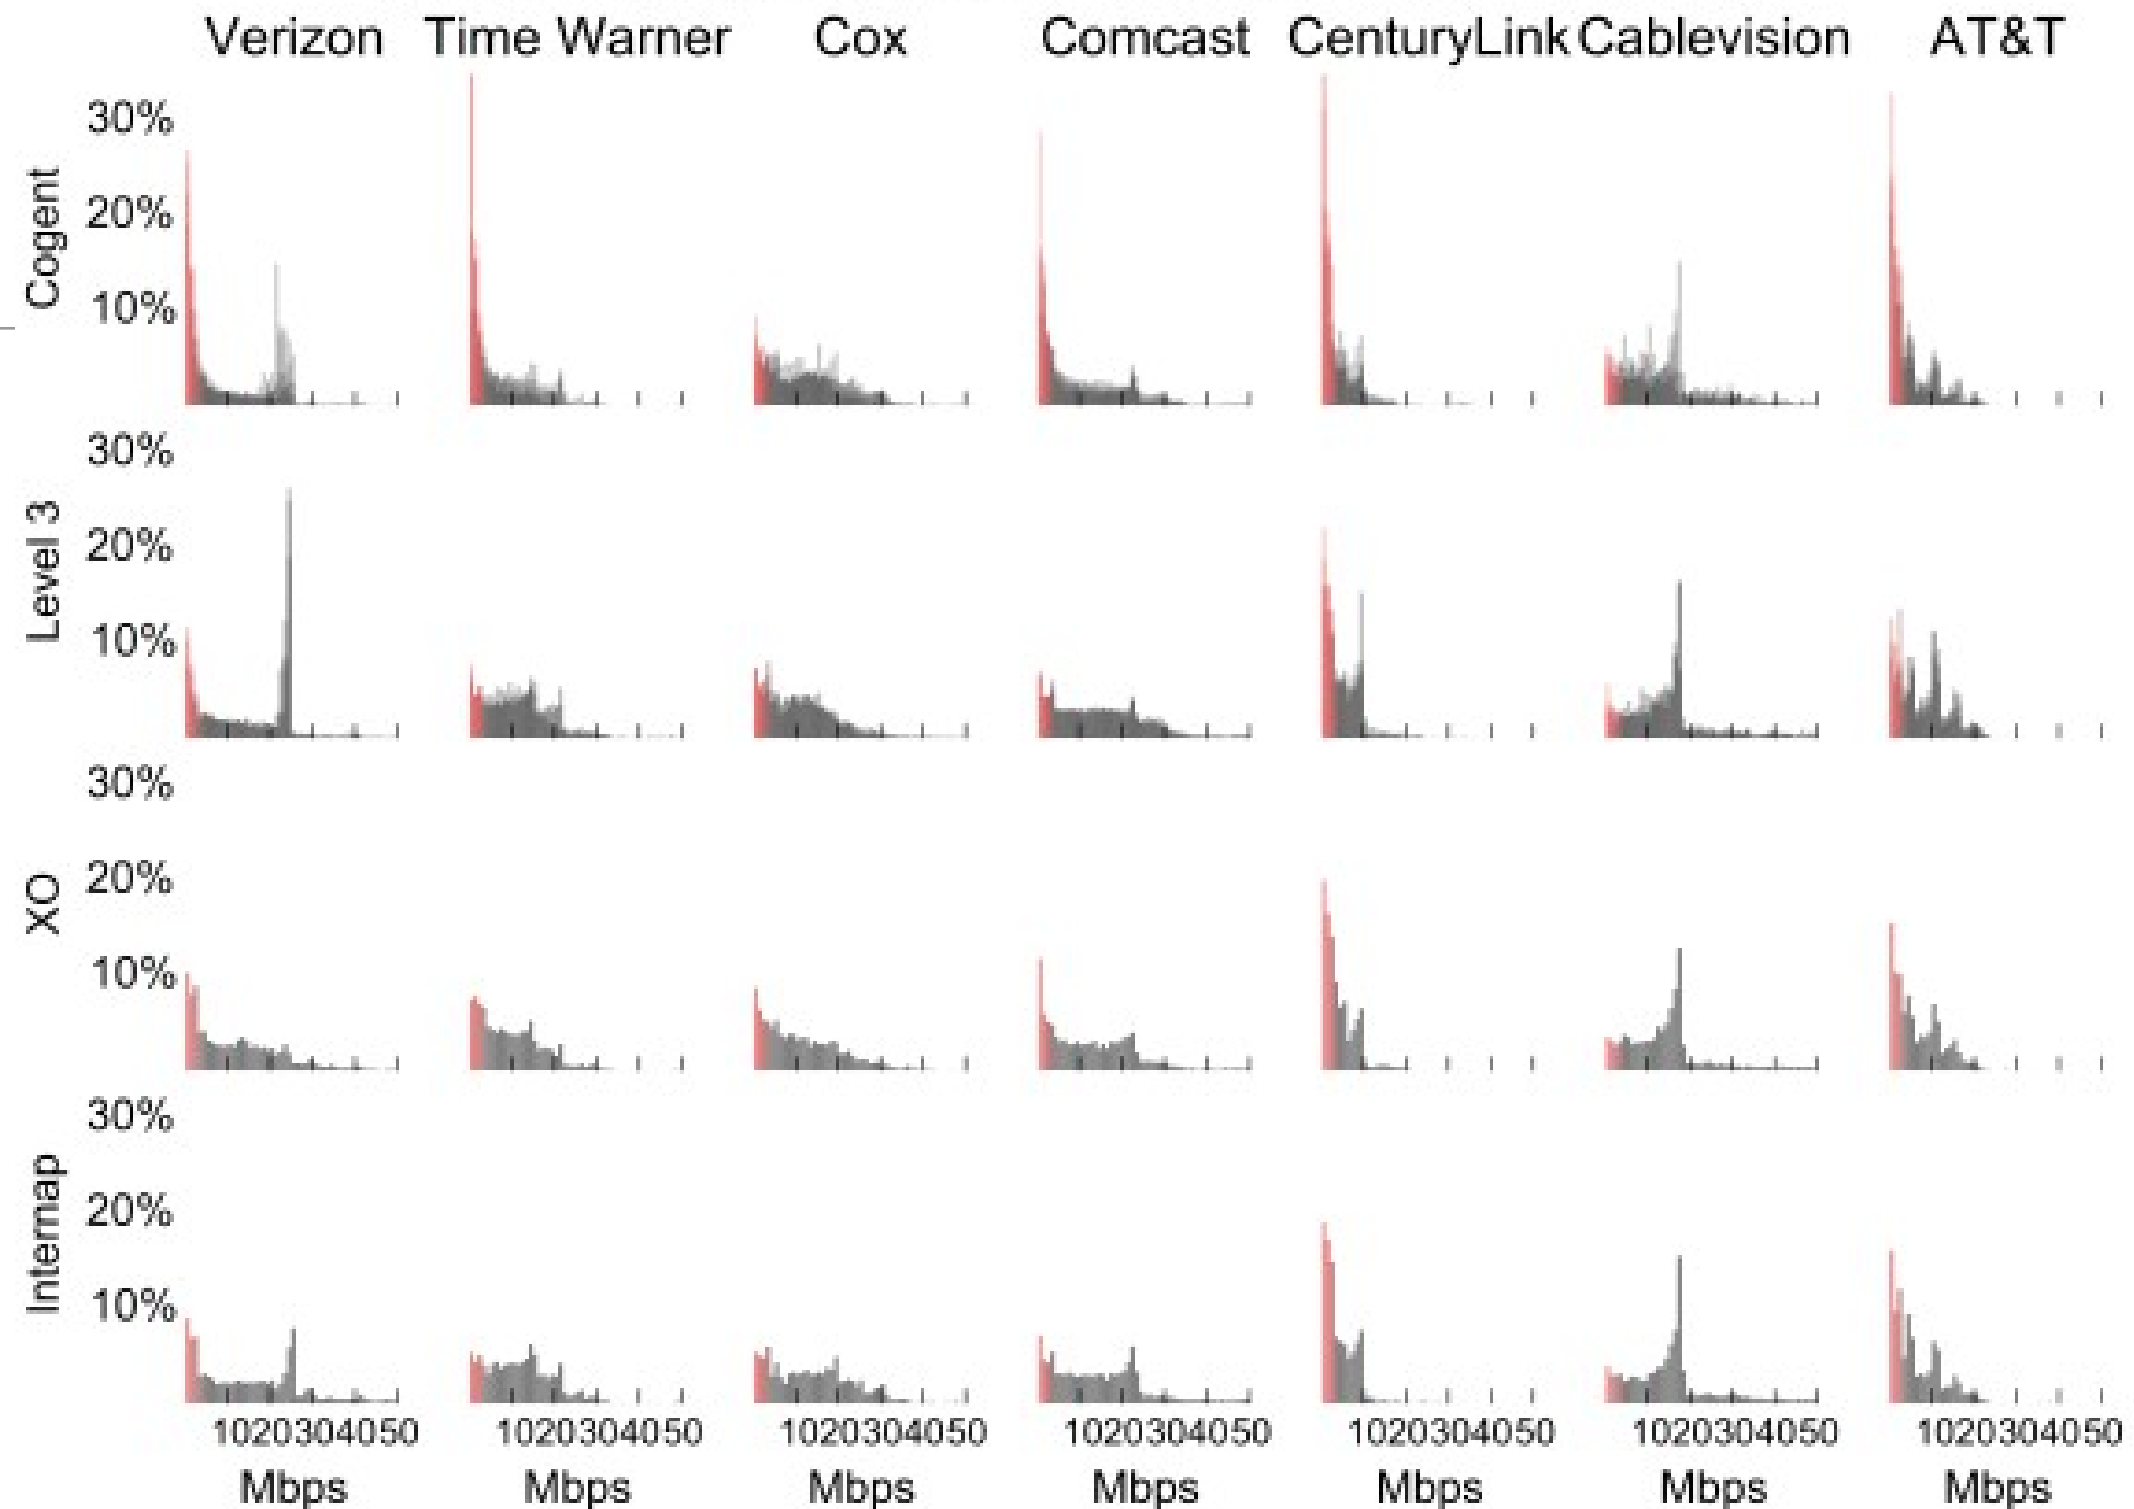 Verizon Time Warner Cox Comcast CenturyLink Cablevision AT&T
30%
20%
10%
Cogent
30%
20%
10%
Level 3
30%
20%
10%
XO
30%
20%
10%
Internap
1020304050 1020304050 1020304050 1020304050 1020304050 1020304050 1020304050
Mbps Mbps Mbps Mbps Mbps Mbps Mbps